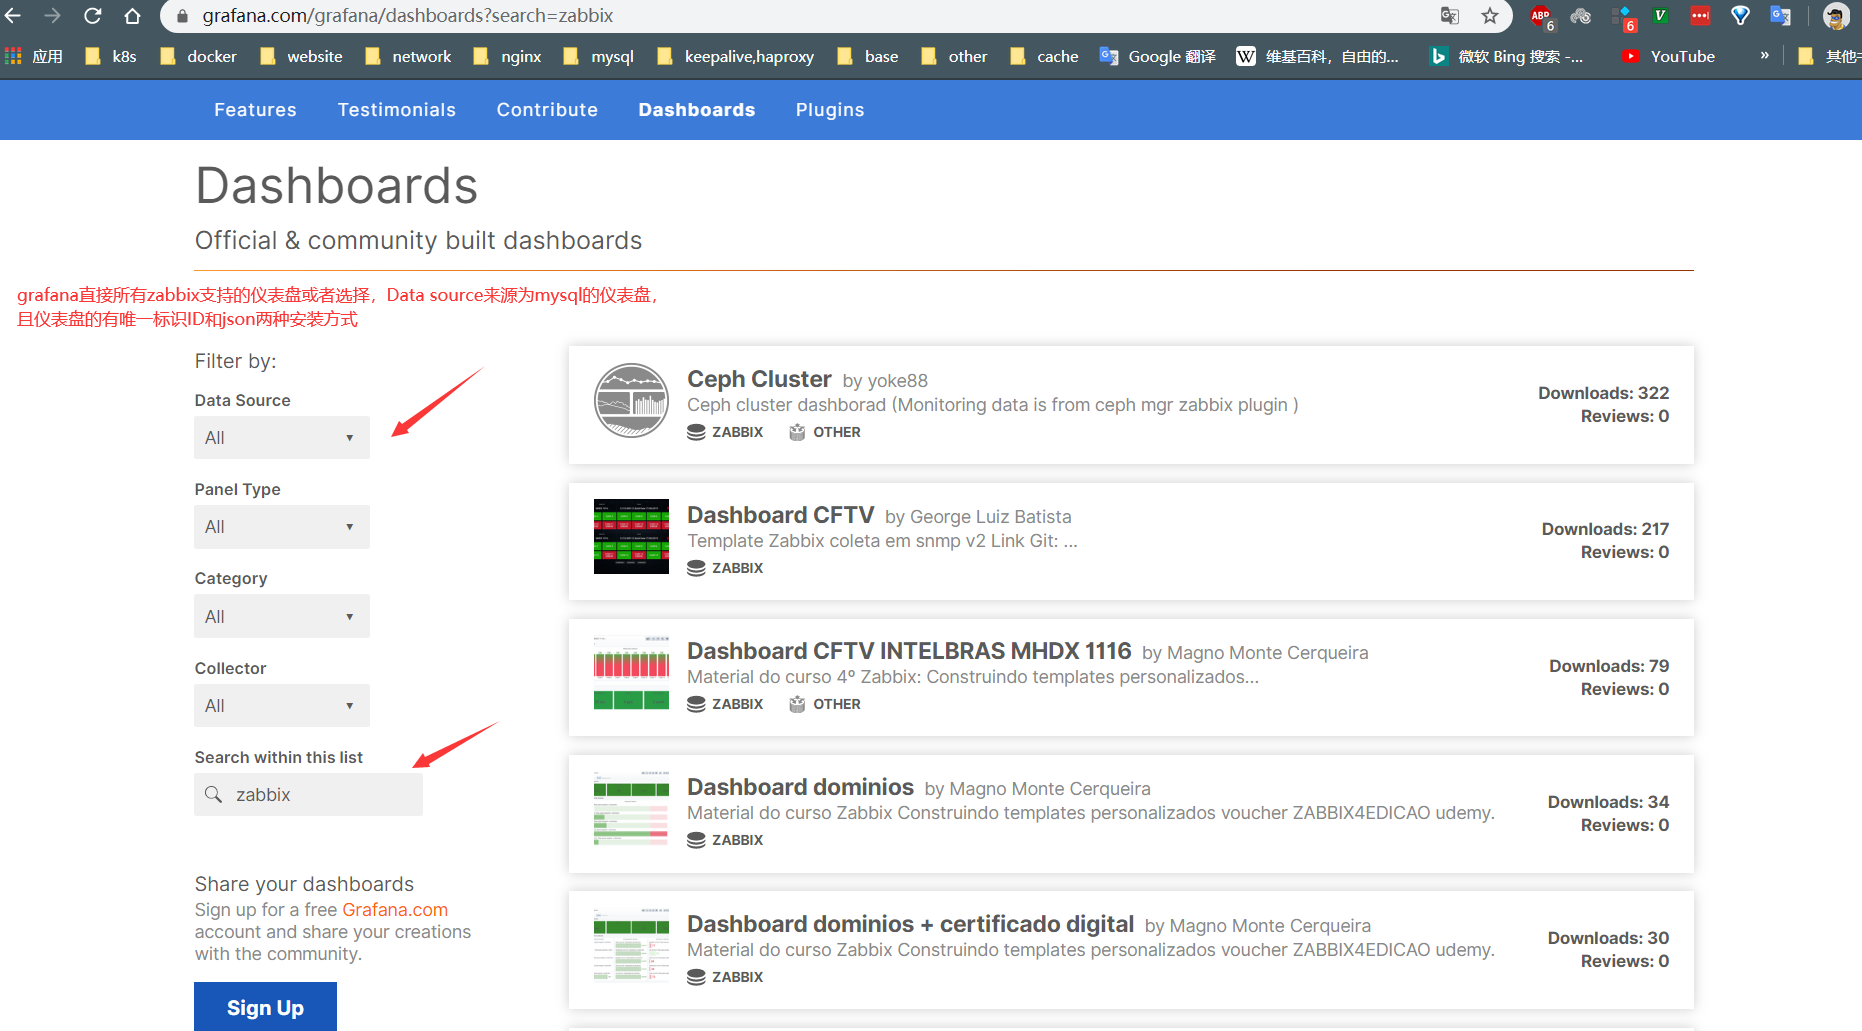 grafana.com/grafana/dashboards?search=zabbix
ABP 6 6 V
应用 k8s docker website network nginx mysql keepalive,haproxy base other cache Google 翻译 W 维基百科，自由的... 微软 Bing 搜索 -... YouTube » 其他
Features Testimonials Contribute Dashboards Plugins
Dashboards
Official & community built dashboards
grafana直接所有zabbix支持的仪表盘或者选择，Data source来源为mysql的仪表盘，
且仪表盘的有唯一标识ID和json两种安装方式
Filter by:
Data Source
All
Panel Type
All
Category
All
Collector
All
Search within this list
zabbix
Share your dashboards
Sign up for a free Grafana.com
account and share your creations
with the community.
Sign Up
Ceph Cluster by yoke88
Ceph cluster dashborad (Monitoring data is from ceph mgr zabbix plugin )
ZABBIX OTHER
Downloads: 322
Reviews: 0
Dashboard CFTV by George Luiz Batista
Template Zabbix coleta em snmp v2 Link Git: ...
ZABBIX
Downloads: 217
Reviews: 0
Dashboard CFTV INTELBRAS MHDX 1116 by Magno Monte Cerqueira
Material do curso 4º Zabbix: Construindo templates personalizados...
ZABBIX OTHER
Downloads: 79
Reviews: 0
Dashboard dominios by Magno Monte Cerqueira
Material do curso Zabbix Construindo templates personalizados voucher ZABBIX4EDICAO udemy.
ZABBIX
Downloads: 34
Reviews: 0
Dashboard dominios + certificado digital by Magno Monte Cerqueira
Material do curso Zabbix Construindo templates personalizados voucher ZABBIX4EDICAO udemy.
ZABBIX
Downloads: 30
Reviews: 0